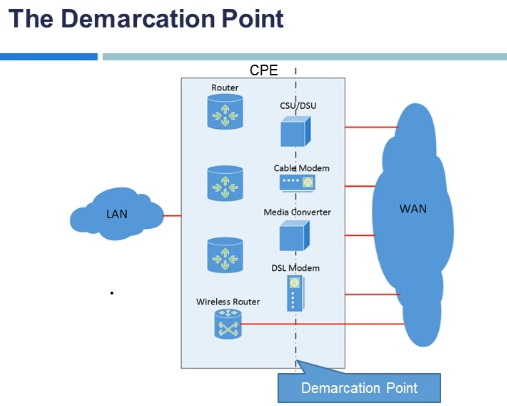 The Demarcation Point
CPE
Router
CSU/DSU
Cable Modem
LAN
Media Converter
WAN
DSL Modem
Wireless Router
Demarcation Point